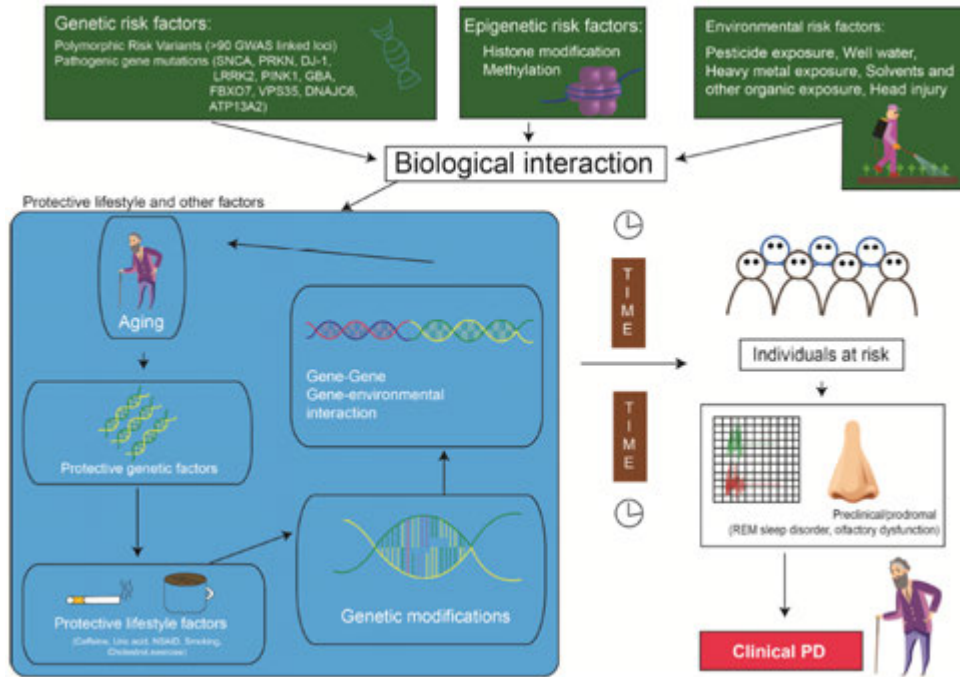 Genetic risk factors:
Polymorphic Risk Variants (>90 GWAS linked loci)
Pathogenic gene mutations (SNCA, PRKN, DJ-1,
LRRK2, PINK1, GBA,
FBXO7, VPS35, DNAJC6,
ATP13A2)
Epigenetic risk factors:
Histone modification
Methylation
Environmental risk factors:
Pesticide exposure, Well water,
Heavy metal exposure, Solvents and
other organic exposure, Head injury
Biological interaction
Protective lifestyle and other factors
Aging
Protective genetic factors
Protective lifestyle factors
(Caffeine, Uric acid, NSAID, Smoking,
Gene-Gene
Gene-environmental
interaction
Genetic modifications
TIME
TIME
Individuals at risk
Preclinical/prodromal
(REM sleep disorder, olfactory dysfunction)
Clinical PD